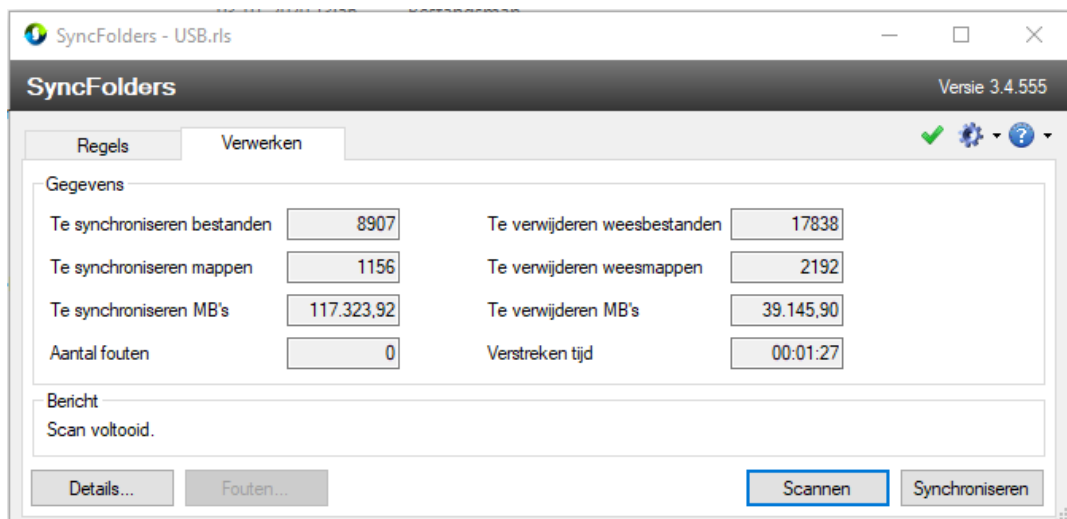 SyncFolders - USB.rls
SyncFolders Versie 3.4.555
Regels Verwerken
Gegevens
Te synchroniseren bestanden 8907 Te verwijderen weesbestanden 17838
Te synchroniseren mappen 1156 Te verwijderen weesmappen 2192
Te synchroniseren MB's 117.323,92 Te verwijderen MB's 39.145,90
Aantal fouten 0 Verstreken tijd 00:01:27
Bericht
Scan voltooid.
Details... Fouten... Scannen Synchroniseren